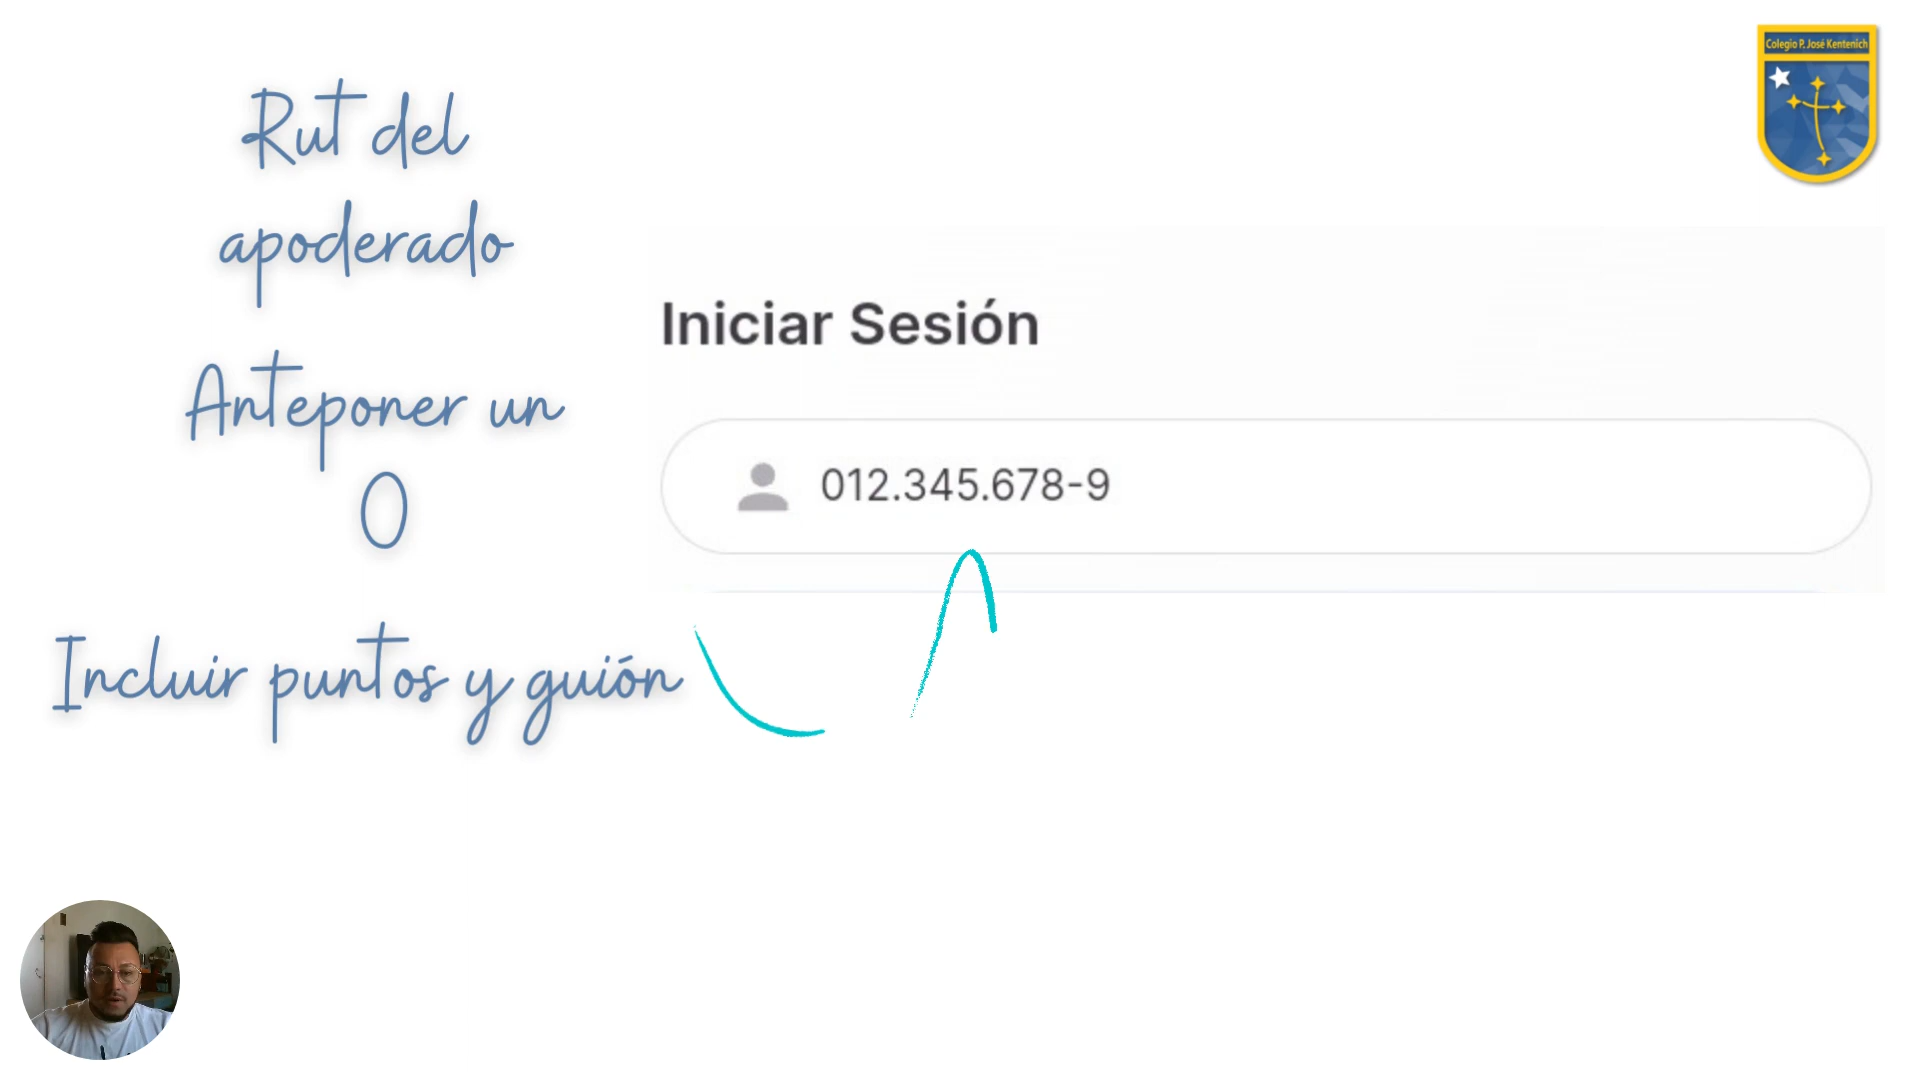 Colegio P. José Kentenich
Rut del
apoderado
Anteponer un
0
Incluir puntos y guión
Iniciar Sesión
012.345.678-9